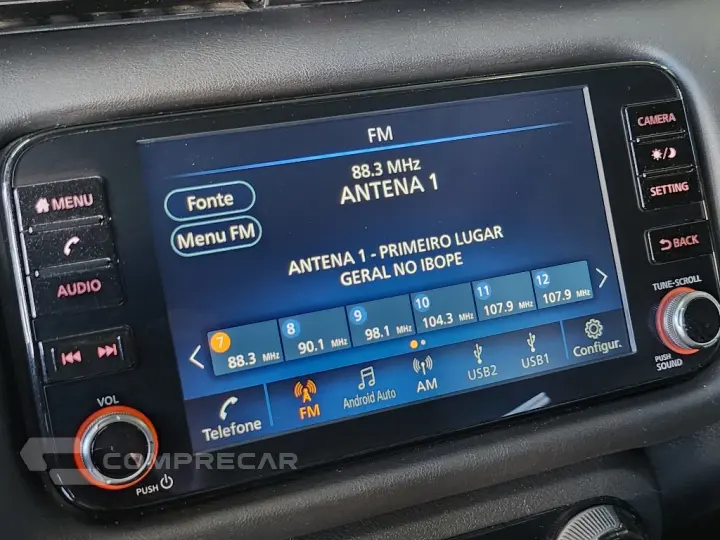 FM
88.3 MHz
ANTENA 1
Fonte
Menu FM
ANTENA 1 - PRIMEIRO LUGAR
GERAL NO IBOPE
7 88.3 MHz
8 90.1 MHz
9 98.1 MHz
10 104.3 MHz
11 107.9 MHz
12 107.9 MHz
Telefone
FM
Android Auto
AM
USB2
USB1
Configur.
MENU
AUDIO
VOL
PUSH
CAMERA
SETTING
BACK
TUNE-SCROLL
PUSH
SOUND
COMPRECAR